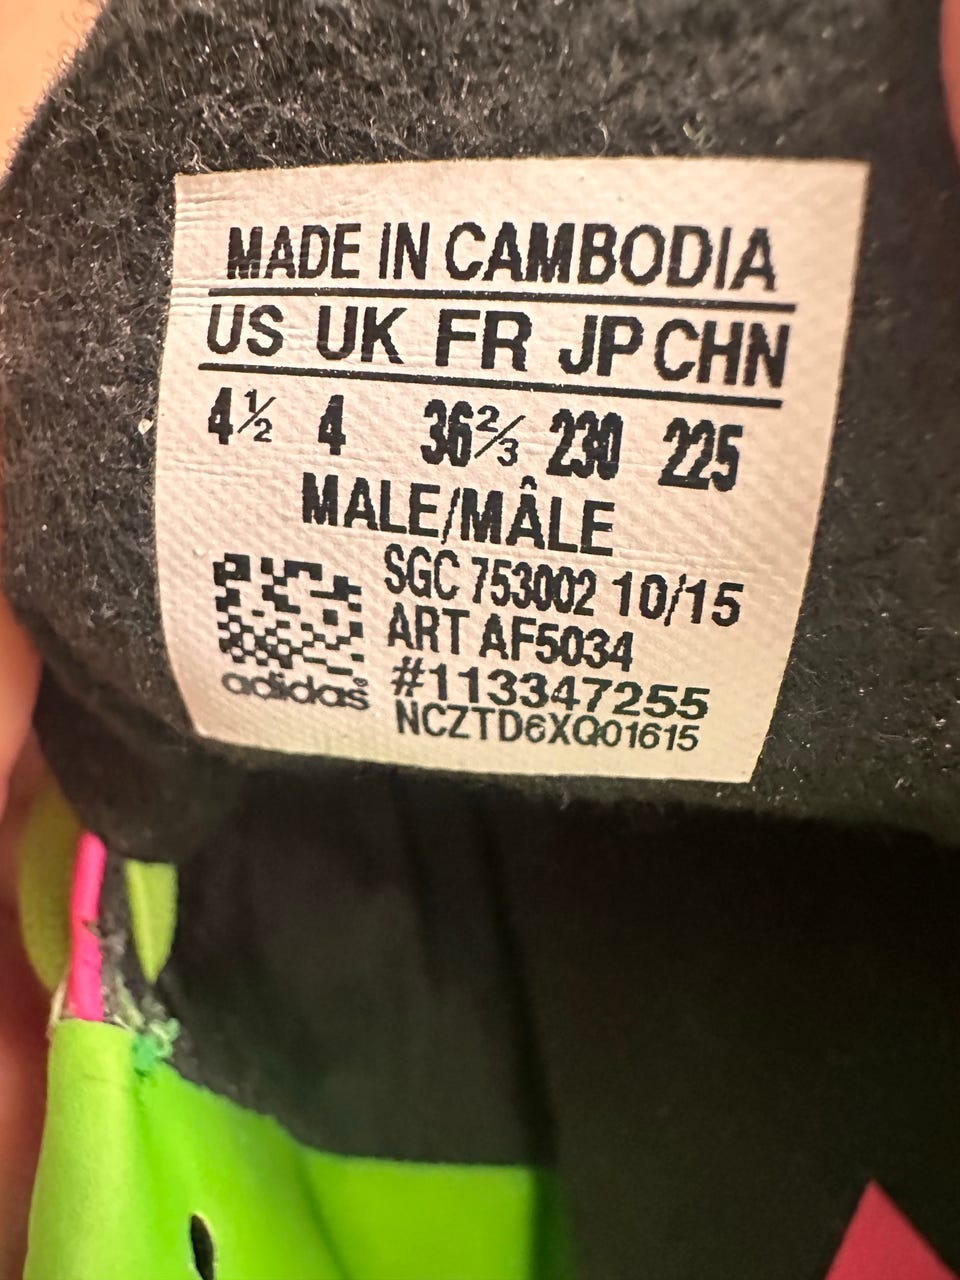 MADE IN CAMBODIA
US UK FR JP CHN
4½ 4 36⅔ 230 225
MALE/MÂLE
SGC 753002 10/15
ART AF5034
#113347255
adidas
NCZTD6XQ01615